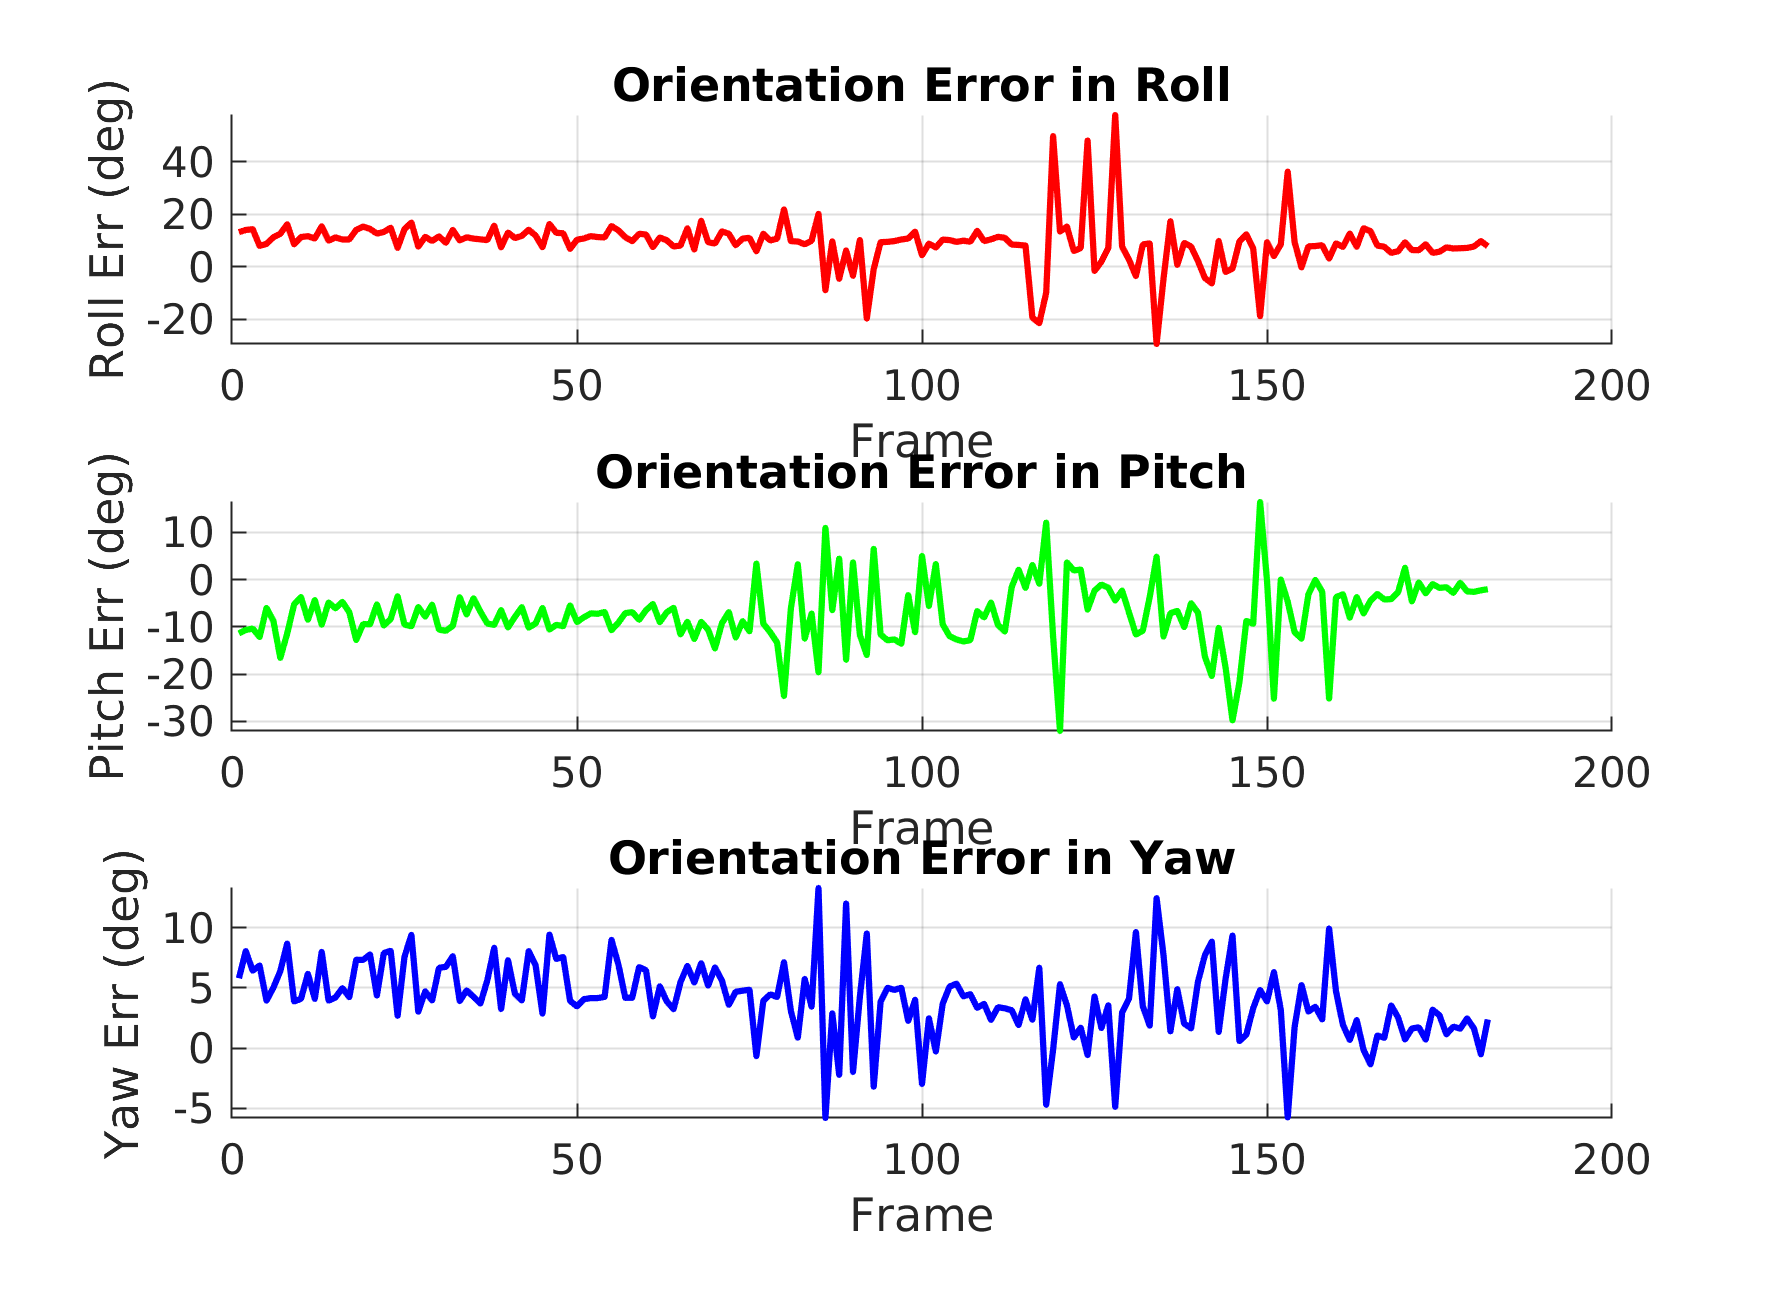 Orientation Error in Roll
Roll Err (deg)
40
20
0
-20
0 50 100 150 200
Frame
Orientation Error in Pitch
Pitch Err (deg)
10
0
-10
-20
-30
0 50 100 150 200
Frame
Orientation Error in Yaw
Yaw Err (deg)
10
5
0
-5
0 50 100 150 200
Frame